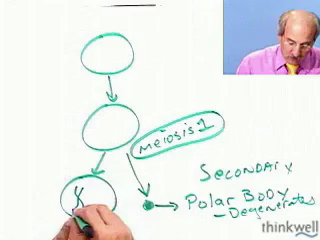 meiosis 1
Secondary
Polar Body
- Degenerates
thinkwell